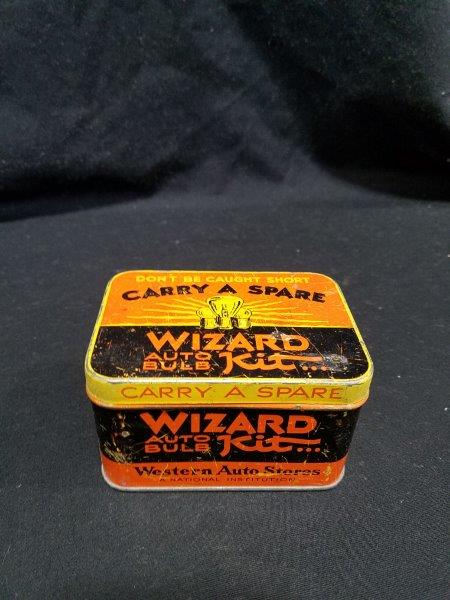 DON'T BE CAUGHT SHORT
CARRY A SPARE
WIZARD
AUTO BULB Kit...
CARRY A SPARE
WIZARD
AUTO BULB Kit...
Western Auto Stores
A NATIONAL INSTITUTION